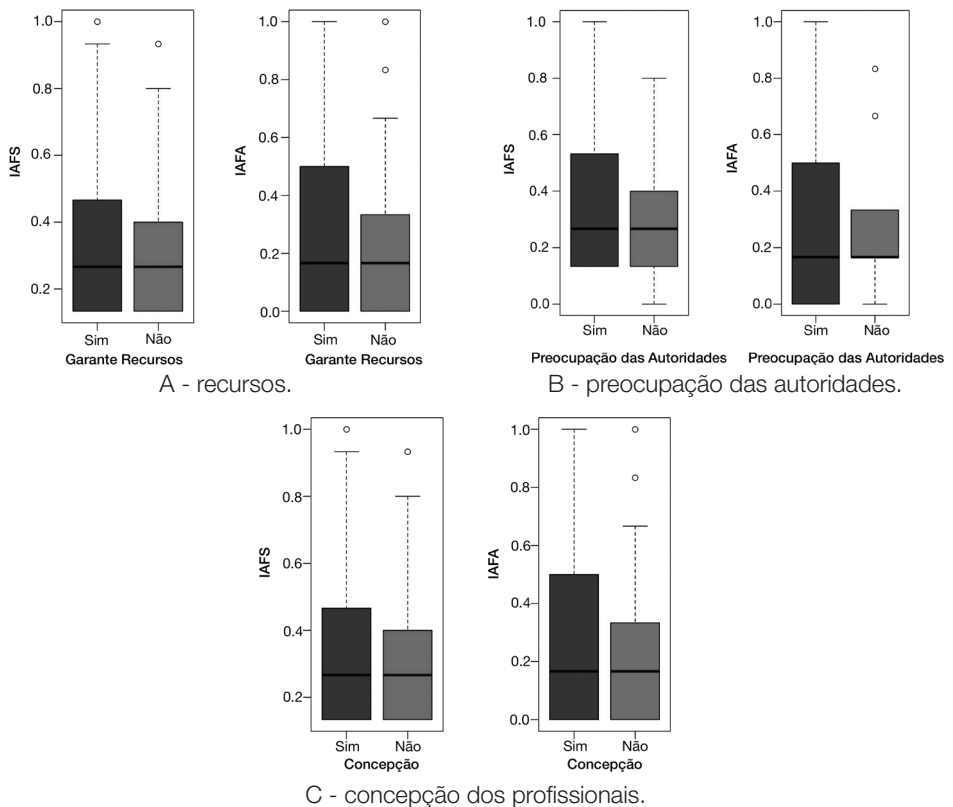 1.0
0.8
0.6
0.4
0.2
IAFS
Sim Não
Garante Recursos
1.0
0.8
0.6
0.4
0.2
0.0
IAFA
Sim Não
Garante Recursos
A - recursos.
1.0
0.8
0.6
0.4
0.2
0.0
IAFS
Sim Não
Preocupação das Autoridades
1.0
0.8
0.6
0.4
0.2
0.0
IAFA
Sim Não
Preocupação das Autoridades
B - preocupação das autoridades.
1.0
0.8
0.6
0.4
0.2
IAFS
Sim Não
Concepção
1.0
0.8
0.6
0.4
0.2
0.0
IAFA
Sim Não
Concepção
C - concepção dos profissionais.